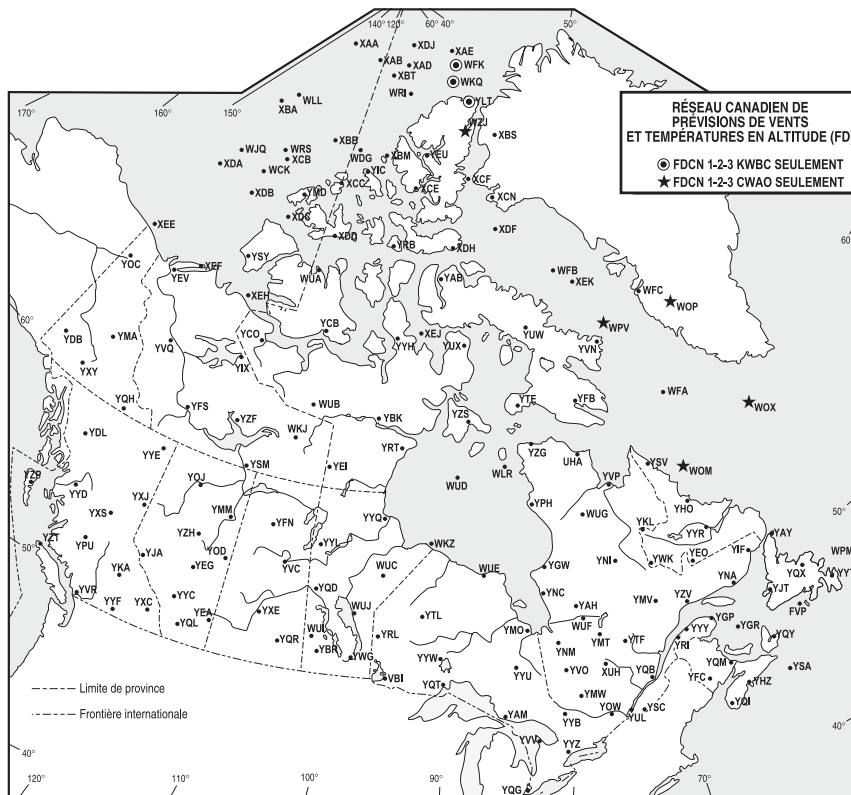 140° 120° 60° 40°
50°
XAA
XDJ
XAE
XAB
XAD
WFK
XBT
WKQ
WLL
WRI
YLT
XBA
WZJ
170°
160°
150°
RÉSEAU CANADIEN DE
PRÉVISIONS DE VENTS
ET TEMPÉRATURES EN ALTITUDE (FD)
FDCN 1-2-3 KWBC SEULEMENT
FDCN 1-2-3 CWAO SEULEMENT
XBS
XBB
WJQ
WRS
WDG
XBM
YEU
XDA
XCB
WCK
YIC
XCC
XCE
XCF
XDB
YMD
XCN
XDC
XEE
XDD
XDF
60°
YRB
XDH
YOC
YEV
XEF
YSY
WUA
YAB
WFB
XEK
WFC
WOP
XEH
60°
YDB
YMA
YVQ
YCO
YCB
YYH
XEJ
YUX
YUW
WPV
YVN
YXY
YIX
YQH
YFS
YZF
WUB
YBK
YZS
YTE
YFB
WFA
WOX
YDL
WKJ
YYE
YSM
YEI
YRT
YZG
UHA
YSV
WOM
YZP
YYD
YQJ
WUD
WLR
YVP
YXJ
YMM
YPH
YHO
YXS
YFN
YYQ
WUG
YKL
YYR
50°
YZT
YPU
YZH
YYL
WKZ
YAY
YJA
YOD
YNI
YWK
YEO
YIF
WPM
YKA
YEG
YVC
WUC
WUE
YGW
YQX
YYT
YVR
YYC
YQD
YNC
YNA
YJT
YYF
YXC
YEA
YXE
WUJ
YTL
YAH
YMV
YZV
FVP
YQL
WUF
YGP
YGR
YQR
WUL
YRL
YMO
YMT
YTF
YYY
YQY
YBR
YWG
YYW
YNM
YRI
VBI
YYU
YVO
XUH
YQB
YQM
YSA
YQT
YMW
YFC
YHZ
Limite de province
YAM
YYB
YOW
YUL
YSC
YQI
Frontière internationale
YVV
YYZ
40°
40°
YQG
120°
110°
100°
90°
80°
70°